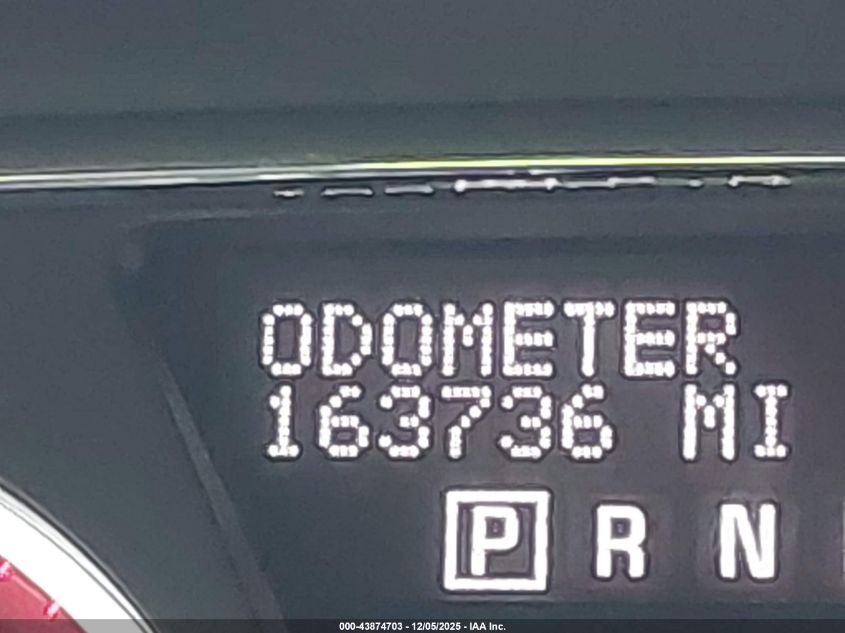 ODOMETER
163736 MI
P R N
000-43874703 - 12/05/2025 - IAA Inc.